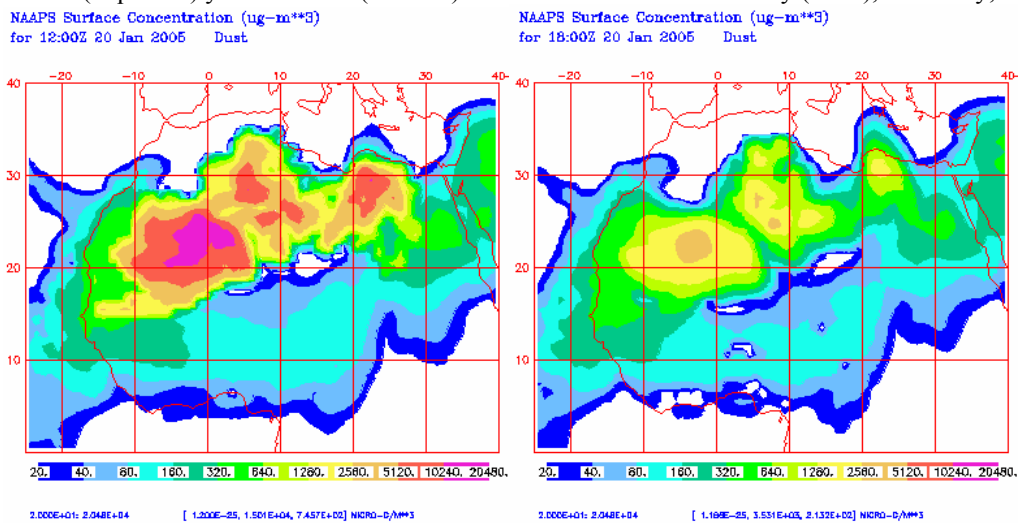 NAAPS Surface Concentration (ug-m**3)
for 12:00Z 20 Jan 2005 Dust
-20 -10 0 10 20 30 40
40
30
20
10
20. 40. 80. 160. 320. 640. 1280. 2560. 5120. 10240. 20480.
2.000E+01: 2.048E+04 [ 1.200E-25, 1.501E+04, 7.457E+02] MICRO-G/M**3
NAAPS Surface Concentration (ug-m**3)
for 18:00Z 20 Jan 2005 Dust
-20 -10 0 10 20 30 40
40
30
20
10
20. 40. 80. 160. 320. 640. 1280. 2560. 5120. 10240. 20480.
2.000E+01: 2.048E+04 3.531E+03, 2.132E+02] MICRO-G/M**3